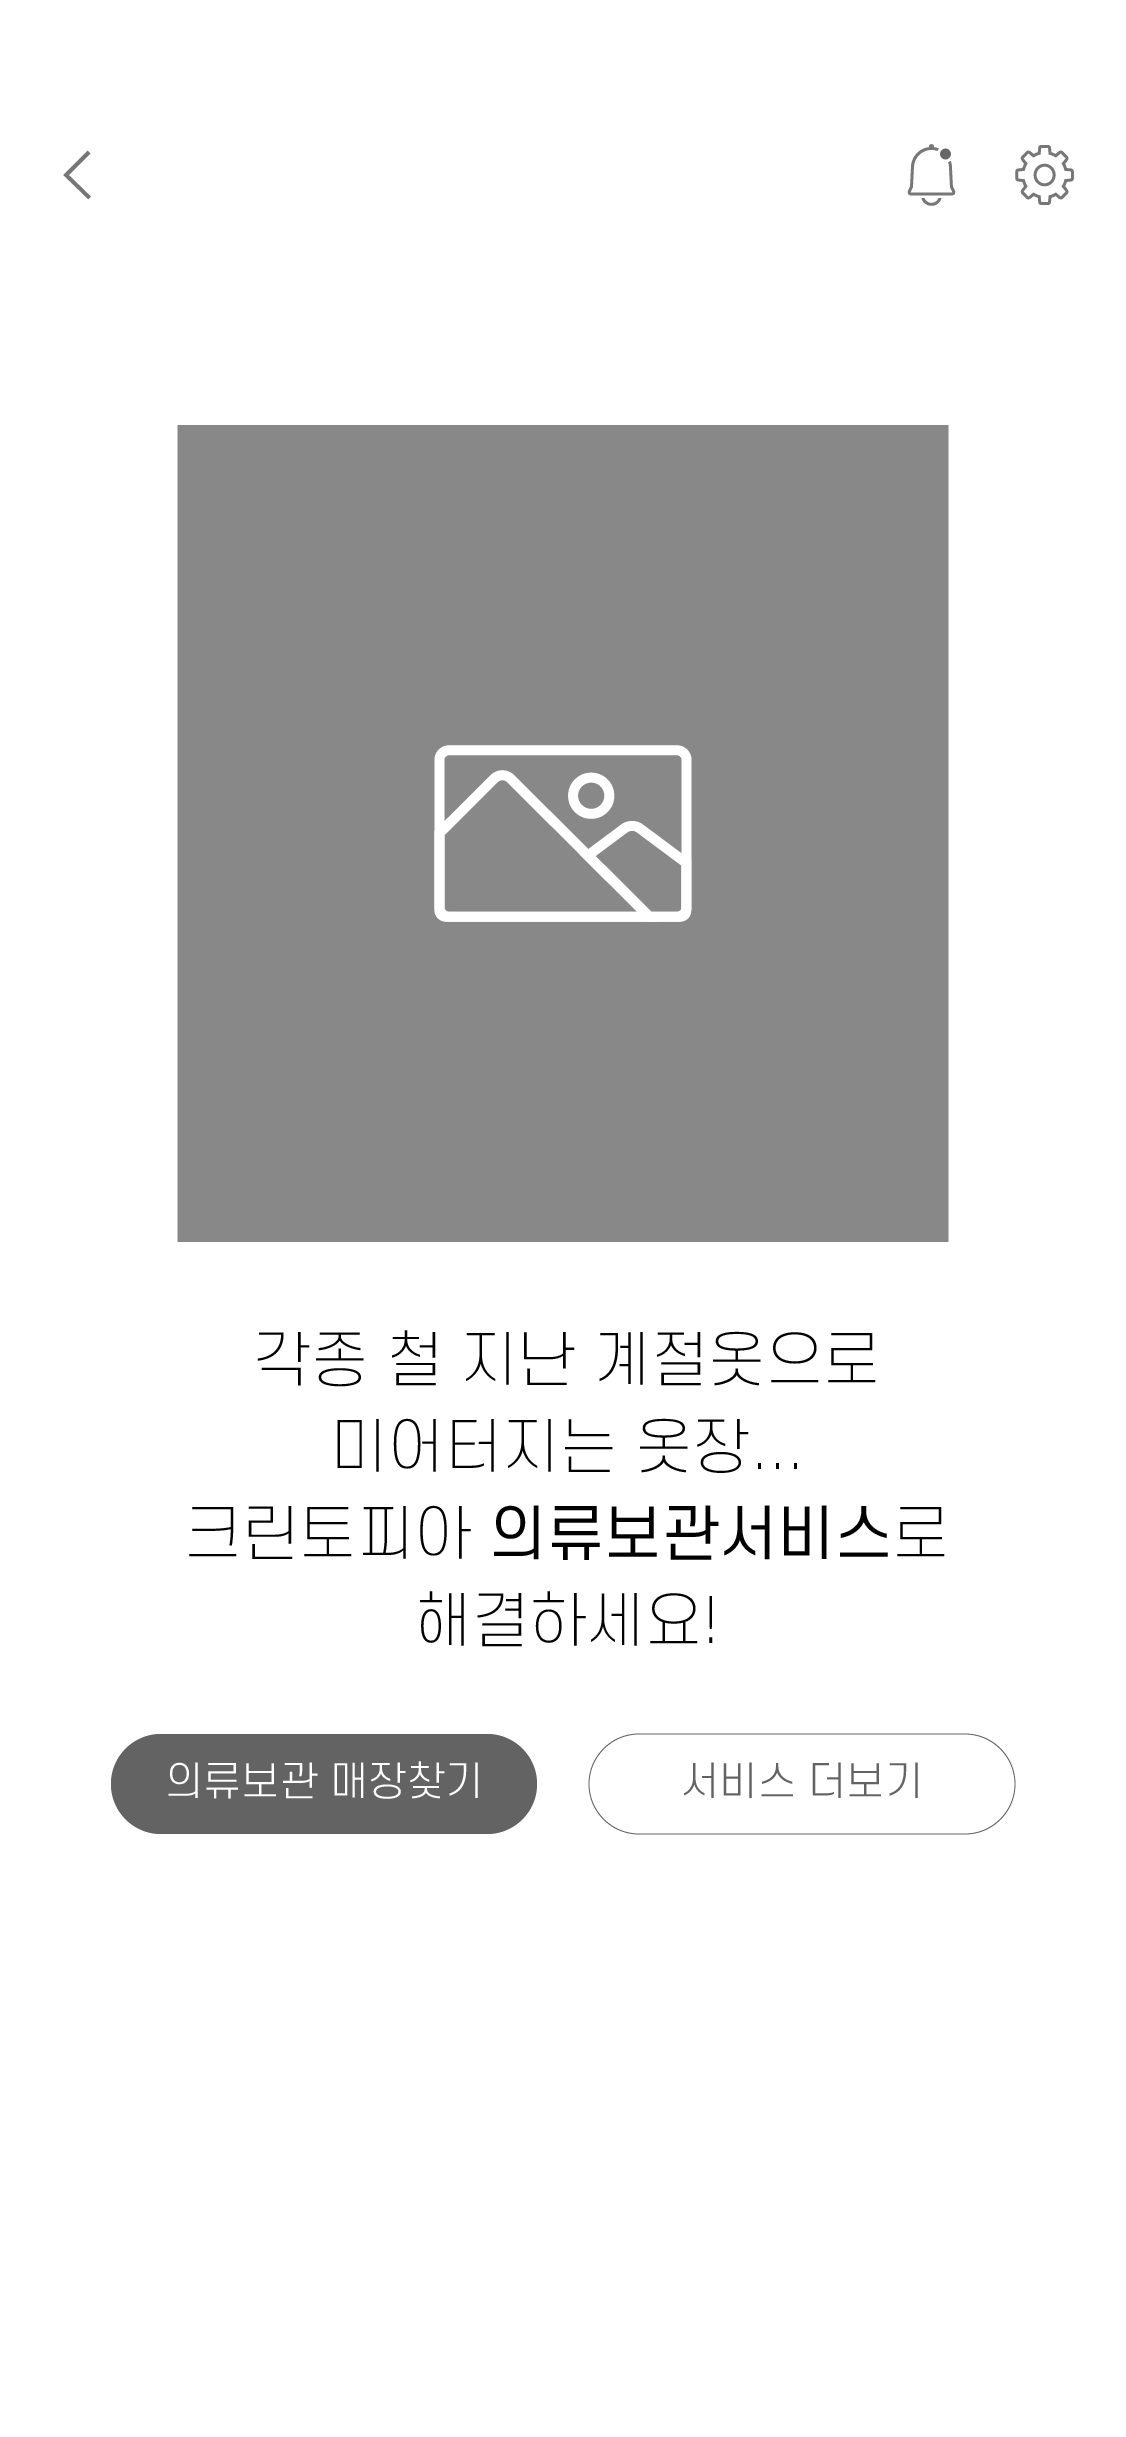 각종 철 지난 계절옷으로
미어터지는 옷장...
크린토피아 의류보관서비스로
해결하세요!
의류보관 매장찾기
서비스 더보기